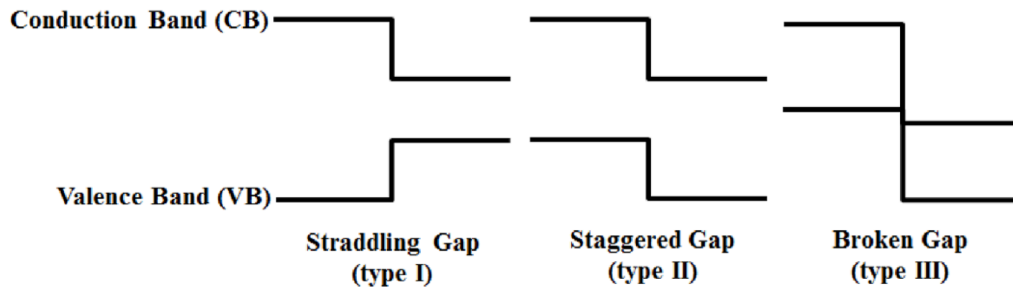 Conduction Band (CB)
Valence Band (VB)
Straddling Gap
(type I)
Staggered Gap
(type II)
Broken Gap
(type III)